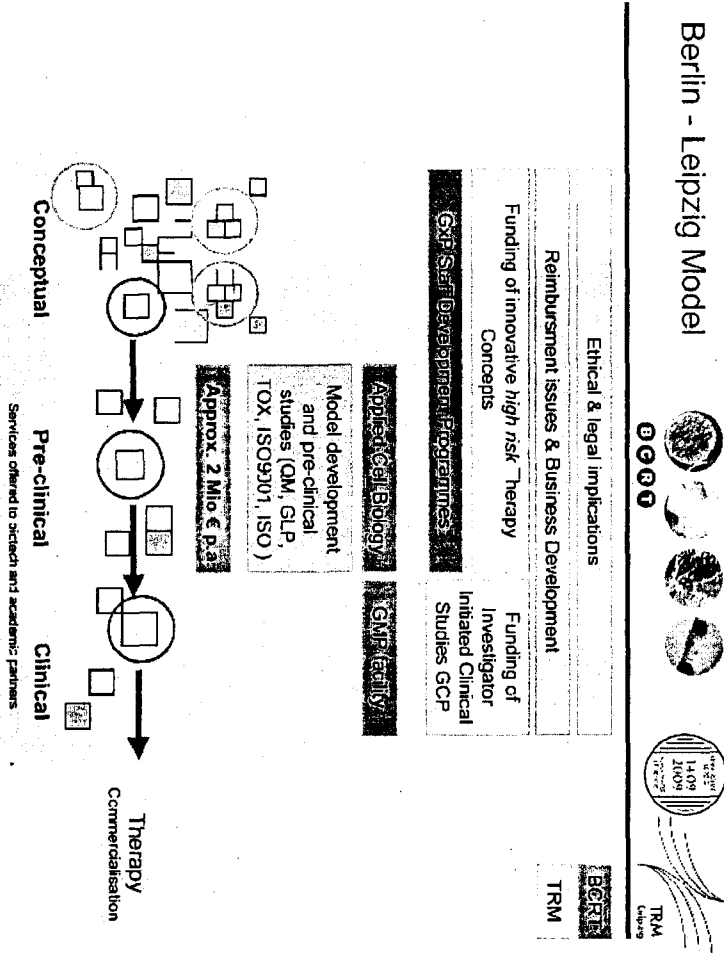 Berlin - Leipzig Model
BCRT
1409
2009
TRM
Leipzig
Ethical & legal implications
Reimbursment issues & Business Development
Funding of innovative high risk Therapy
Concepts
Funding of
Investigator
Initiated Clinical
Studies GCP
GxP Staff Development Programmes
Applied Cell Biology
GMP facility
Model development
and pre-clinical
studies (QM, GLP,
TOX, ISO9001, ISO )
Approx. 2 Mio € p.a
BCRT
TRM
Conceptual
Pre-clinical
Clinical
Therapy
Commercialisation
Services offered to biotech and academic partners